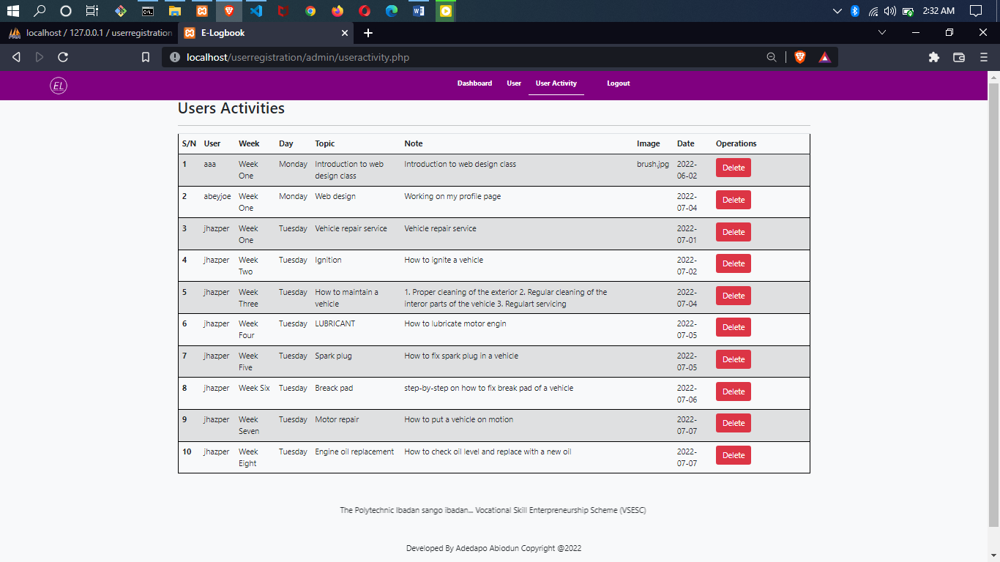 2:32 AM
localhost / 127.0.0.1 / userregistration
E-Logbook
localhost/userregistration/admin/useractivity.php
EL
Dashboard User User Activity Logout
Users Activities
S/N User Week Day Topic Note Image Date Operations
1 aaa Week Monday Introduction to web Introduction to web design class brush.jpg 2022- Delete
One design class 06-02
2 abeyjoe Week Monday Web design Working on my profile page 2022- Delete
One 07-04
3 jhazper Week Tuesday Vehicle repair service Vehicle repair service 2022- Delete
One 07-01
4 jhazper Week Tuesday Ignition How to ignite a vehicle 2022- Delete
Two 07-02
5 jhazper Week Tuesday How to maintain a 1. Proper cleaning of the exterior 2. Regular cleaning of the 2022- Delete
Three vehicle interor parts of the vehicle 3. Regulart servicing 07-04
6 jhazper Week Tuesday LUBRICANT How to lubricate motor engin 2022- Delete
Four 07-05
7 jhazper Week Tuesday Spark plug How to fix spark plug in a vehicle 2022- Delete
Five 07-05
8 jhazper Week Six Tuesday Breack pad step-by-step on how to fix break pad of a vehicle 2022- Delete
07-06
9 jhazper Week Tuesday Motor repair How to put a vehicle on motion 2022- Delete
Seven 07-07
10 jhazper Week Tuesday Engine oil replacement How to check oil level and replace with a new oil 2022- Delete
Eight 07-07
The Polytechnic Ibadan sango ibadan... Vocational Skill Enterpreneurship Scheme (VSESC)
Developed By Adedapo Abiodun Copyright @2022